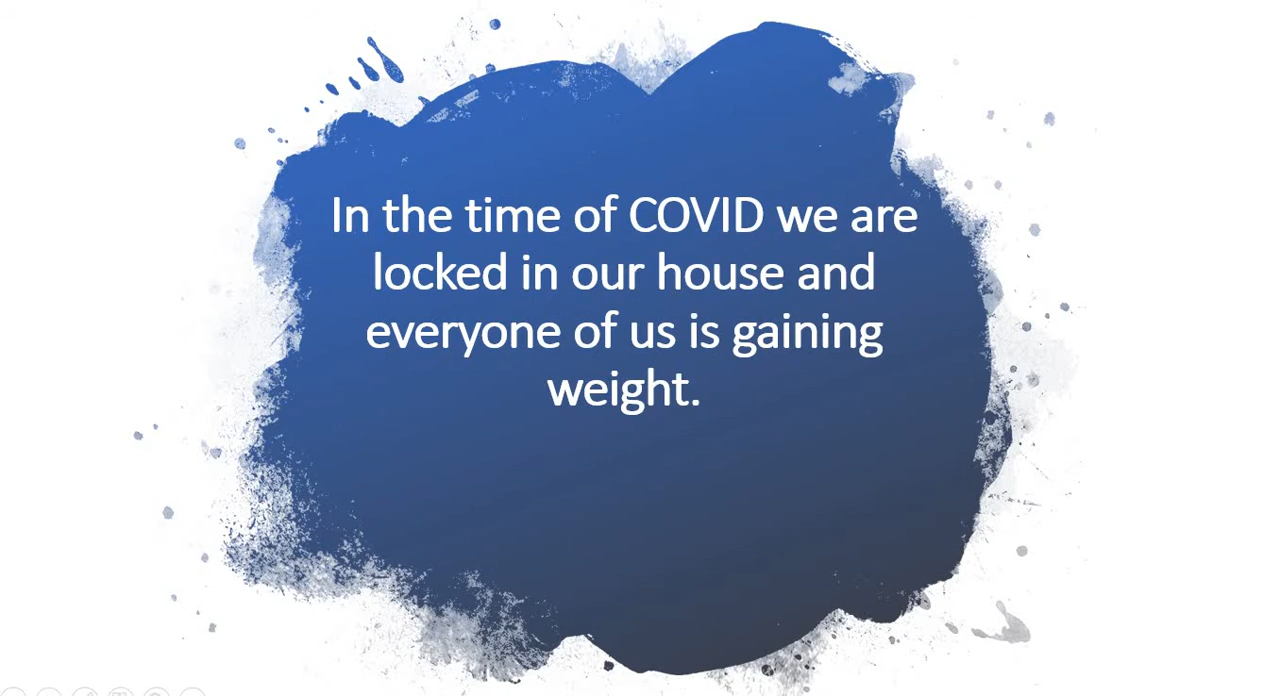 In the time of COVID we are
locked in our house and
everyone of us is gaining
weight.